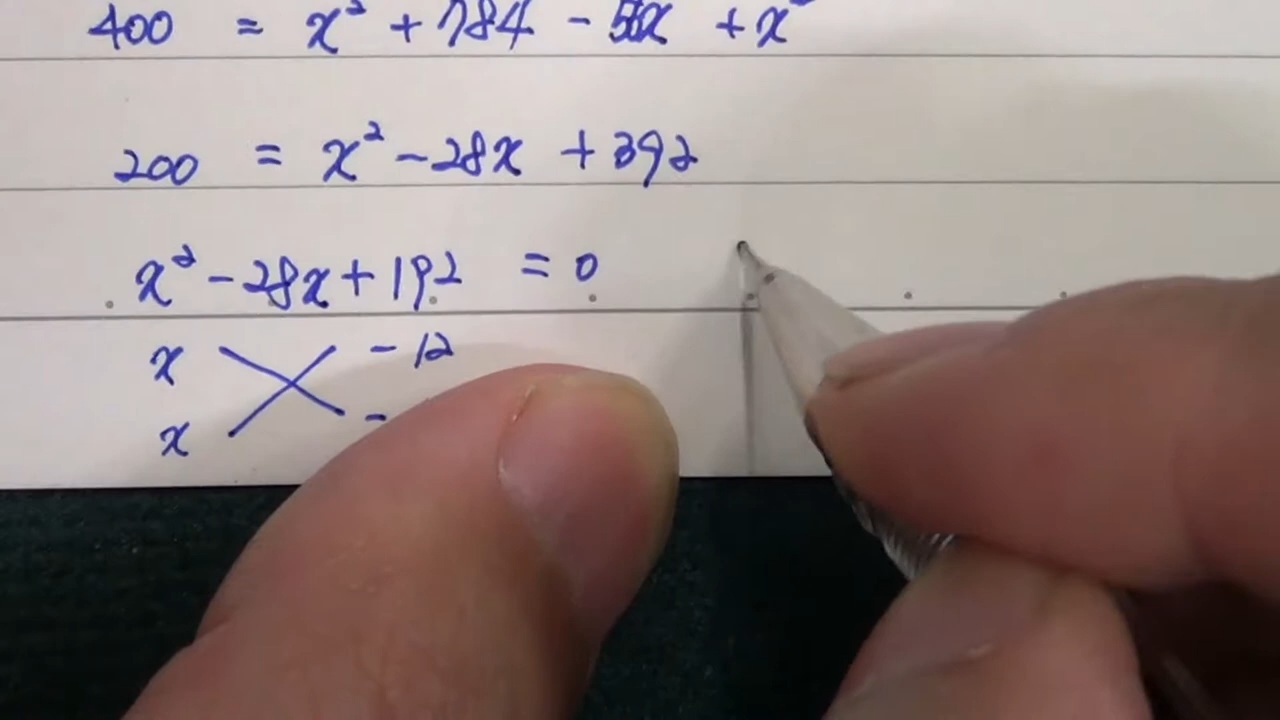 400 = x² + 784 - 56x + x²
200 = x² - 28x + 392
x² - 28x + 192 = 0
x - 12
x -